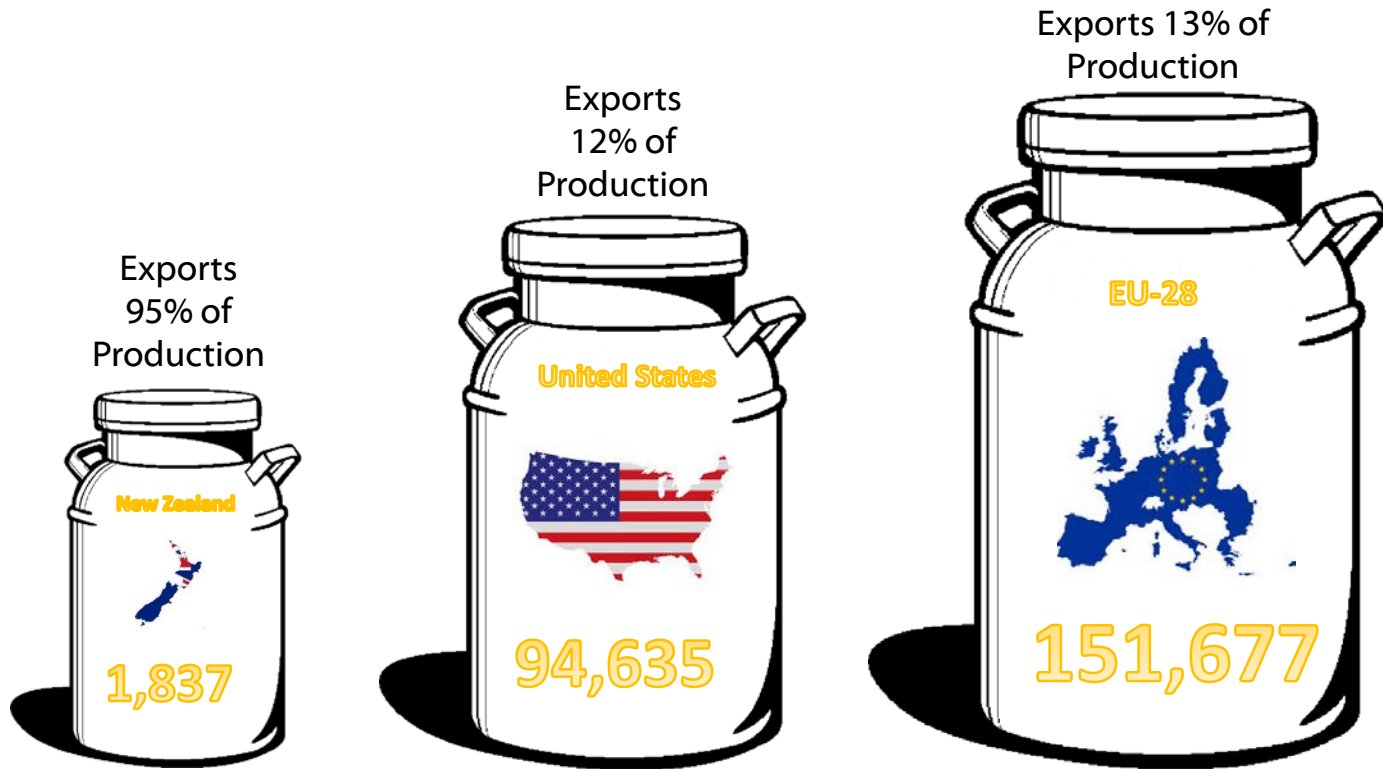 Exports
95% of
Production
New Zealand
1,837
Exports
12% of
Production
United States
94,635
Exports 13% of
Production
EU-28
151,677